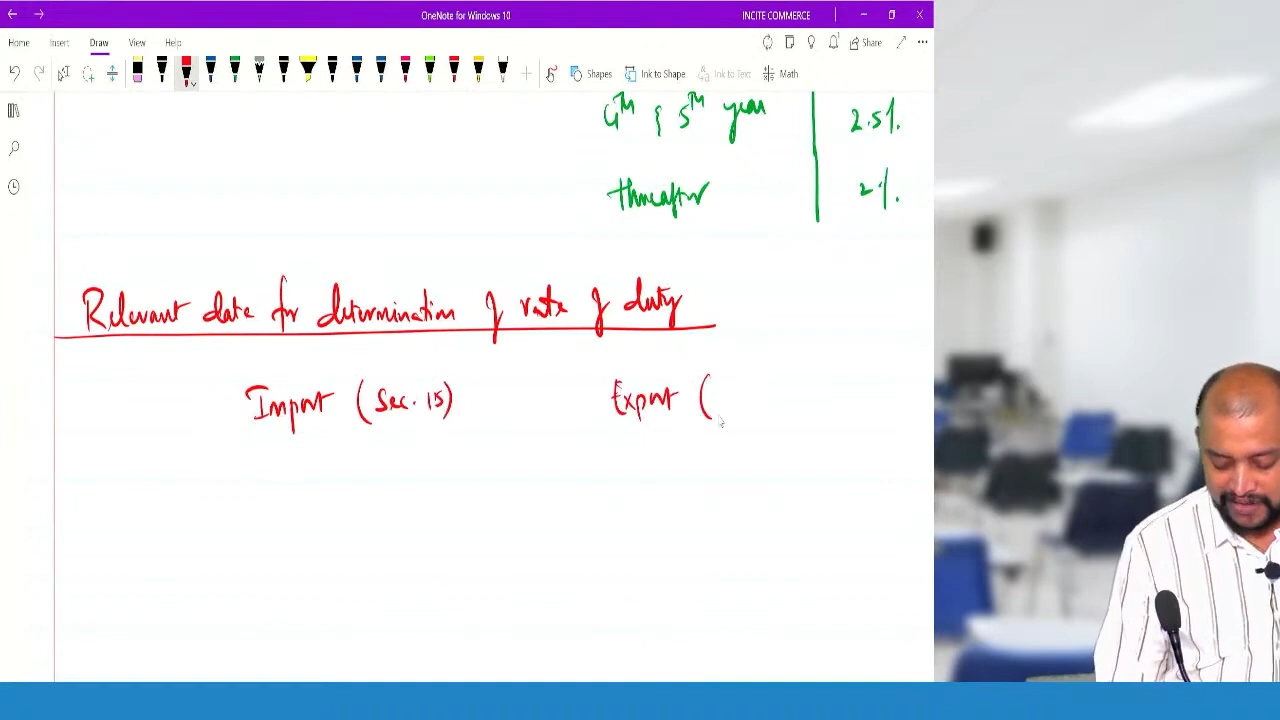 OneNote for Windows 10
INCITE COMMERCE
Home Insert Draw View Help
Share
Shapes Ink to Shape Ink to Text Math
4th & 5th year 2.5%.
threafter 2%.
Relevant date for determination of rate of duty
Import (Sec. 15) Export (